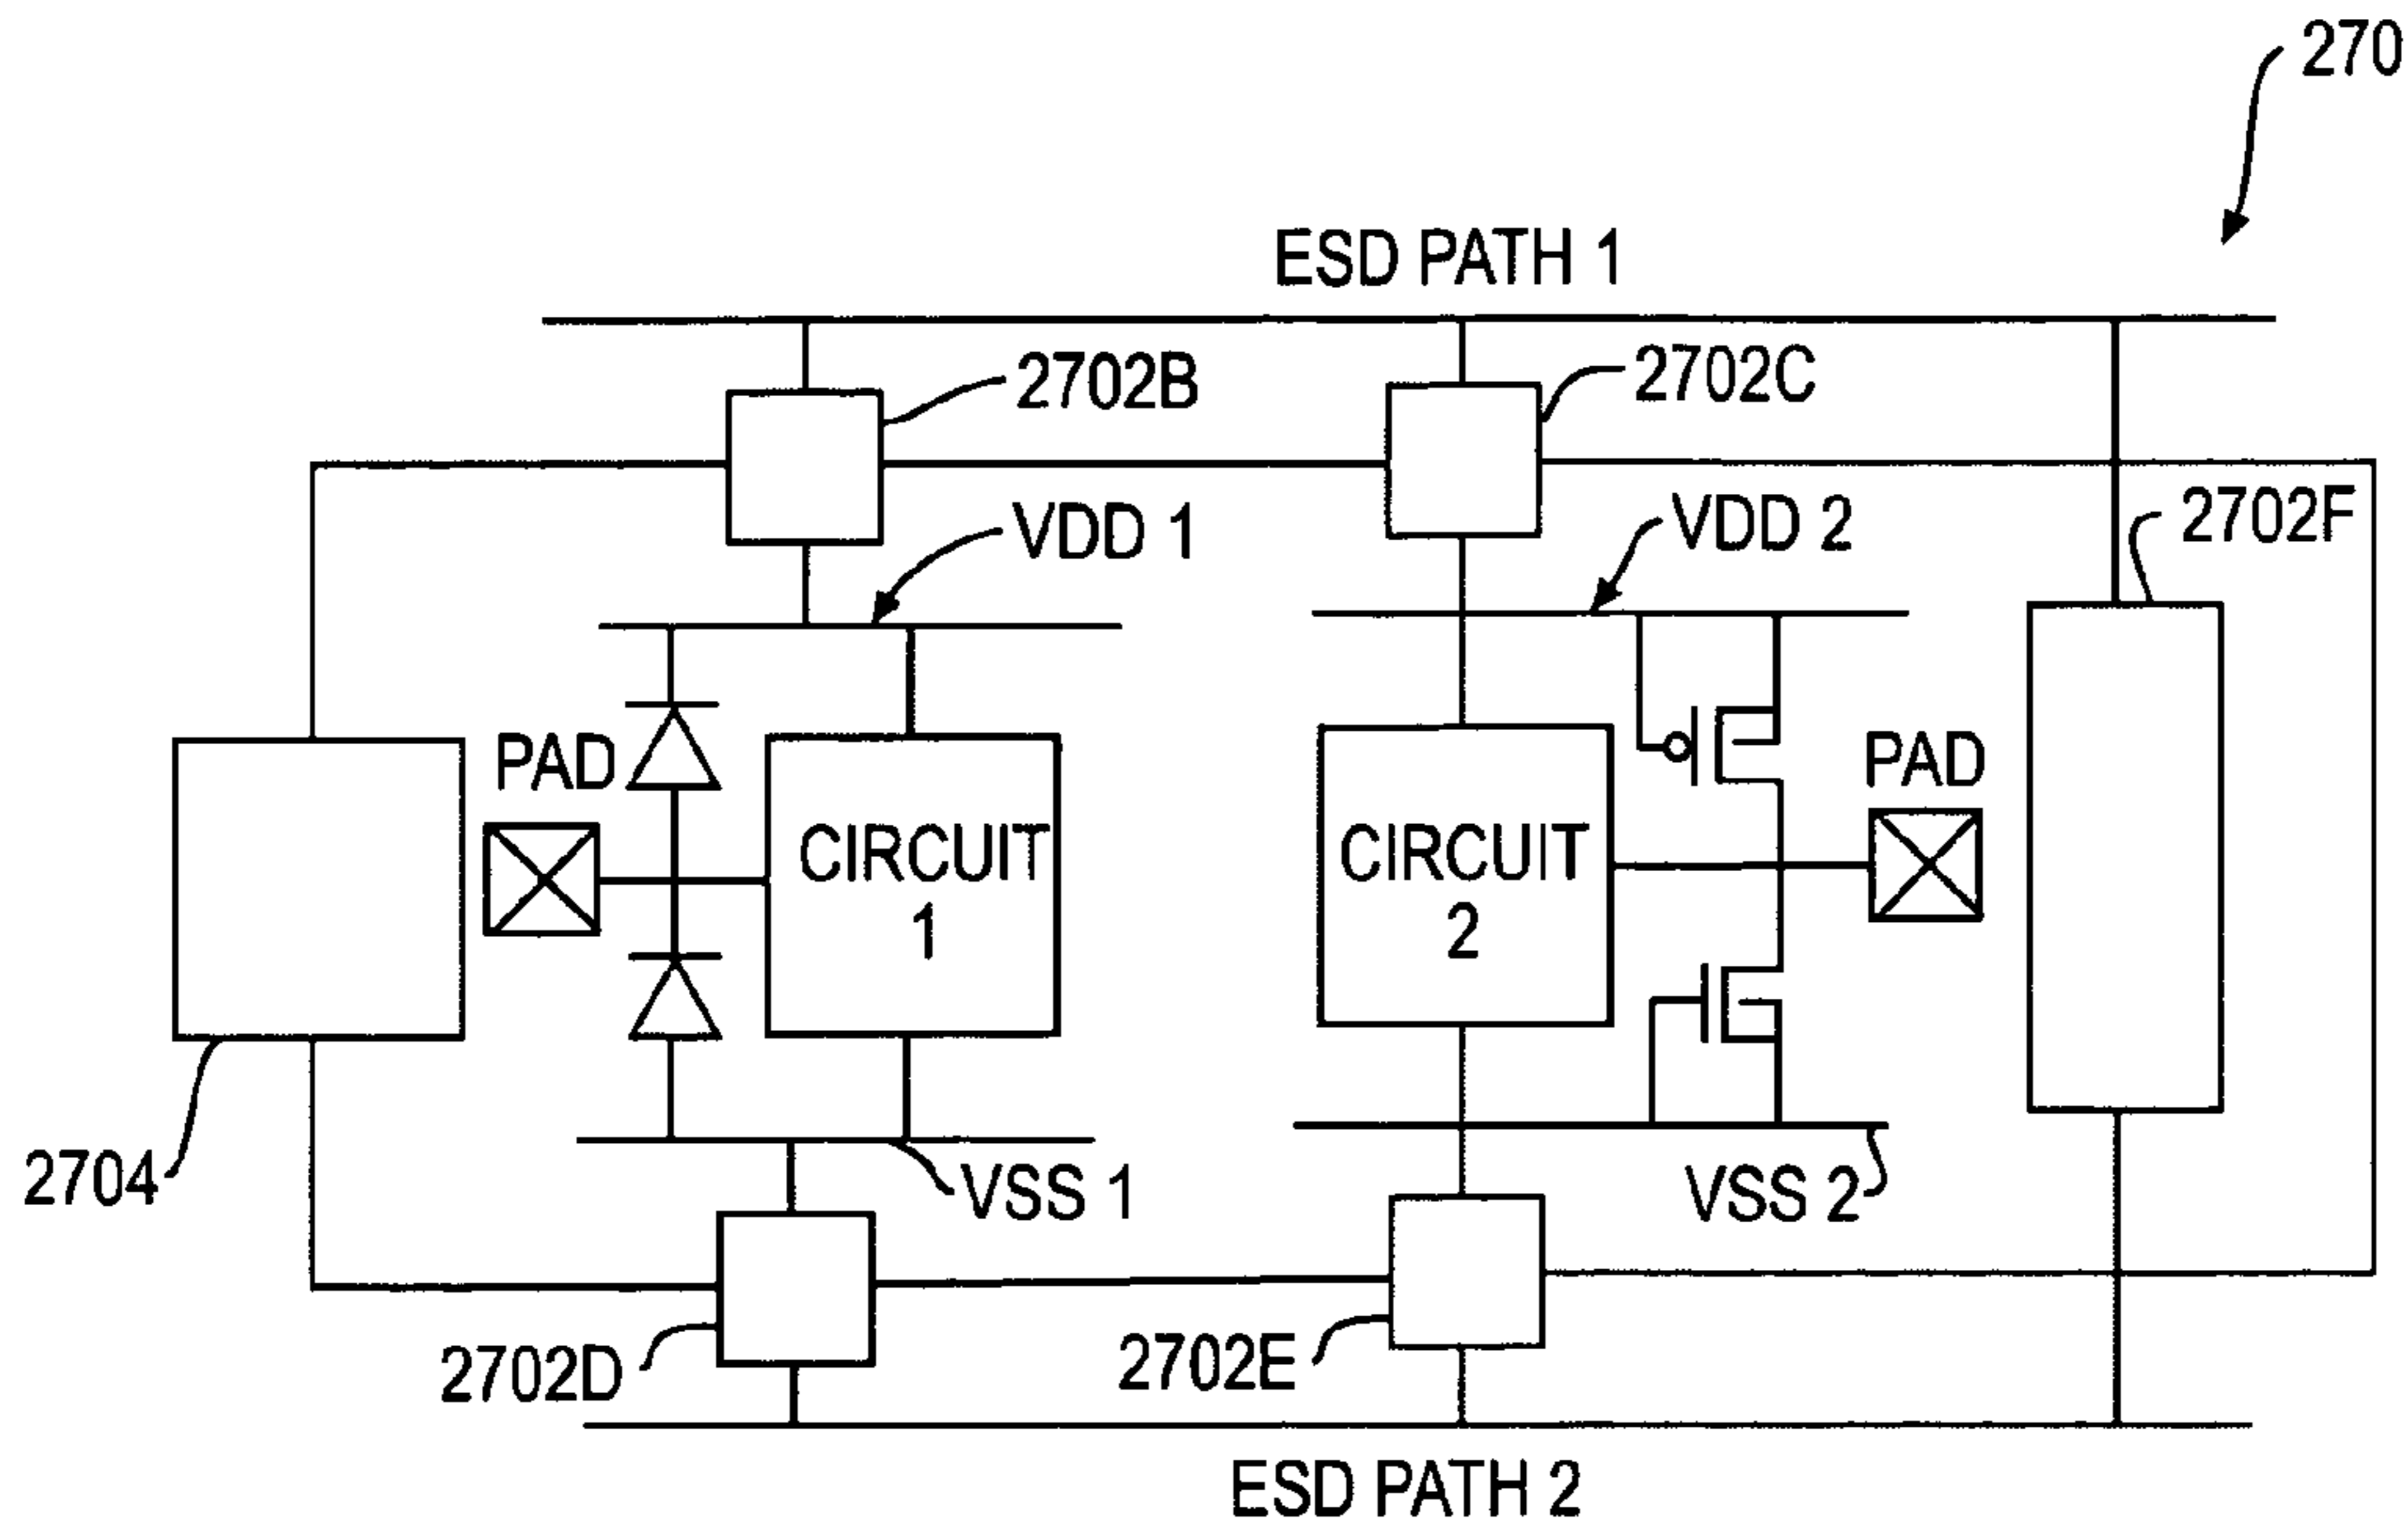 270
ESD PATH 1
2702B
2702C
VDD 1
VDD 2
2702F
PAD
PAD
CIRCUIT
1
CIRCUIT
2
2704
VSS 1
VSS 2
2702D
2702E
ESD PATH 2